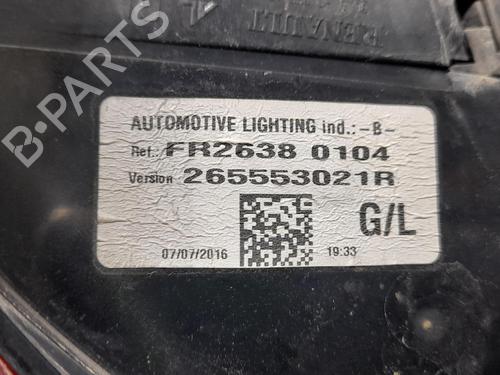 RENAULT
B-PARTS
AUTOMOTIVE LIGHTING ind.:-B-
Ref.: FR2638 0104
Version 265553021R
G/L
07/07/2016 19:33